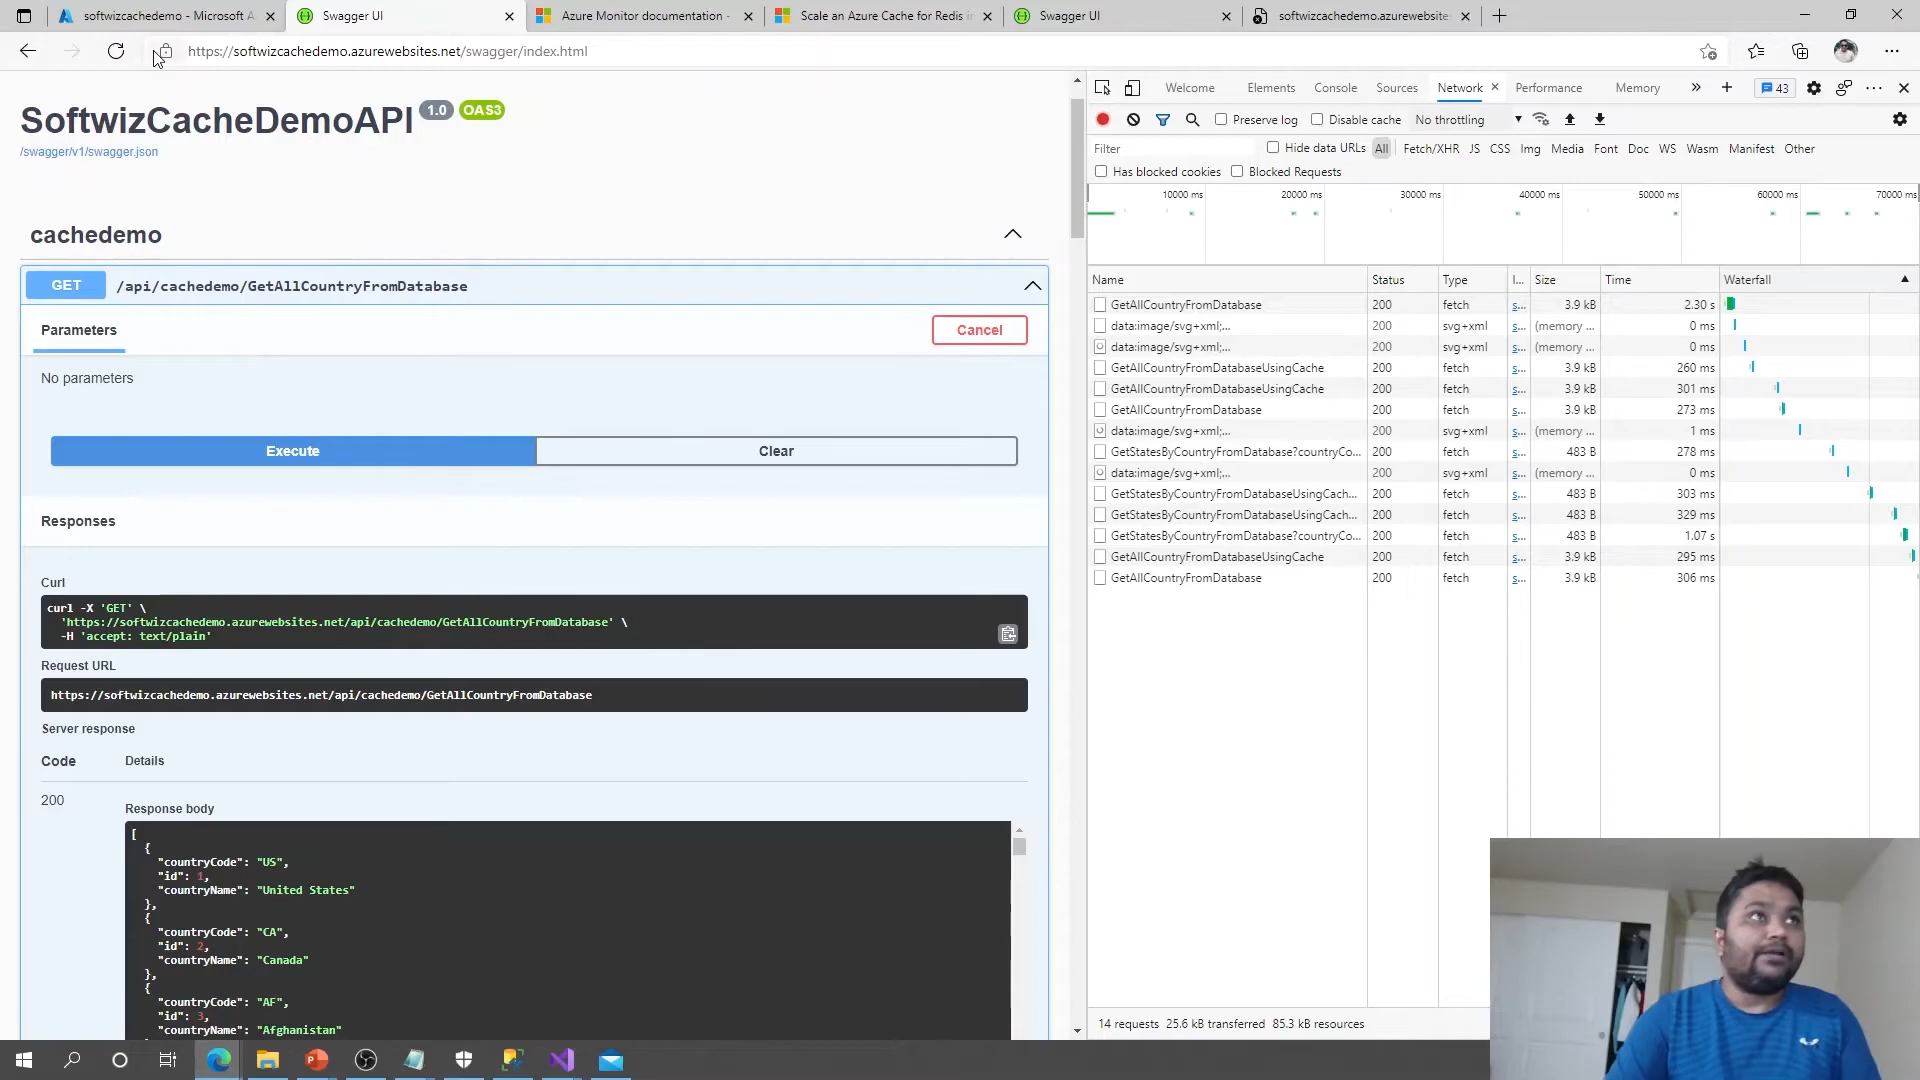 softwizcachedemo - Microsoft A
Swagger UI
Azure Monitor documentation -
Scale an Azure Cache for Redis in
Swagger UI
softwizcachedemo.azurewebsite
https://softwizcachedemo.azurewebsites.net/swagger/index.html
SoftwizCacheDemoAPI 1.0 OAS3
/swagger/v1/swagger.json
cachedemo
GET /api/cachedemo/GetAllCountryFromDatabase
Parameters
Cancel
No parameters
Execute
Clear
Responses
Curl
curl -X 'GET' \
'https://softwizcachedemo.azurewebsites.net/api/cachedemo/GetAllCountryFromDatabase' \
-H 'accept: text/plain'
Request URL
https://softwizcachedemo.azurewebsites.net/api/cachedemo/GetAllCountryFromDatabase
Server response
Code Details
200
Response body
[
{
"countryCode": "US",
"id": 1,
"countryName": "United States"
},
{
"countryCode": "CA",
"id": 2,
"countryName": "Canada"
},
{
"countryCode": "AF",
"id": 3,
"countryName": "Afghanistan"
Welcome Elements Console Sources Network Performance Memory 43
Preserve log Disable cache No throttling
Filter Hide data URLs All Fetch/XHR JS CSS Img Media Font Doc WS Wasm Manifest Other
Has blocked cookies Blocked Requests
10000 ms 20000 ms 30000 ms 40000 ms 50000 ms 60000 ms 70000 ms
Name Status Type I... Size Time Waterfall
GetAllCountryFromDatabase 200 fetch s... 3.9 kB 2.30 s
data:image/svg+xml;... 200 svg+xml s... (memory ... 0 ms
data:image/svg+xml;... 200 svg+xml s... (memory ... 0 ms
GetAllCountryFromDatabaseUsingCache 200 fetch s... 3.9 kB 260 ms
GetAllCountryFromDatabaseUsingCache 200 fetch s... 3.9 kB 301 ms
GetAllCountryFromDatabase 200 fetch s... 3.9 kB 273 ms
data:image/svg+xml;... 200 svg+xml s... (memory ... 1 ms
GetStatesByCountryFromDatabase?countryCo... 200 fetch s... 483 B 278 ms
data:image/svg+xml;... 200 svg+xml s... (memory ... 0 ms
GetStatesByCountryFromDatabaseUsingCach... 200 fetch s... 483 B 303 ms
GetStatesByCountryFromDatabaseUsingCach... 200 fetch s... 483 B 329 ms
GetStatesByCountryFromDatabase?countryCo... 200 fetch s... 483 B 1.07 s
GetAllCountryFromDatabaseUsingCache 200 fetch s... 3.9 kB 295 ms
GetAllCountryFromDatabase 200 fetch s... 3.9 kB 306 ms
14 requests 25.6 kB transferred 85.3 kB resources